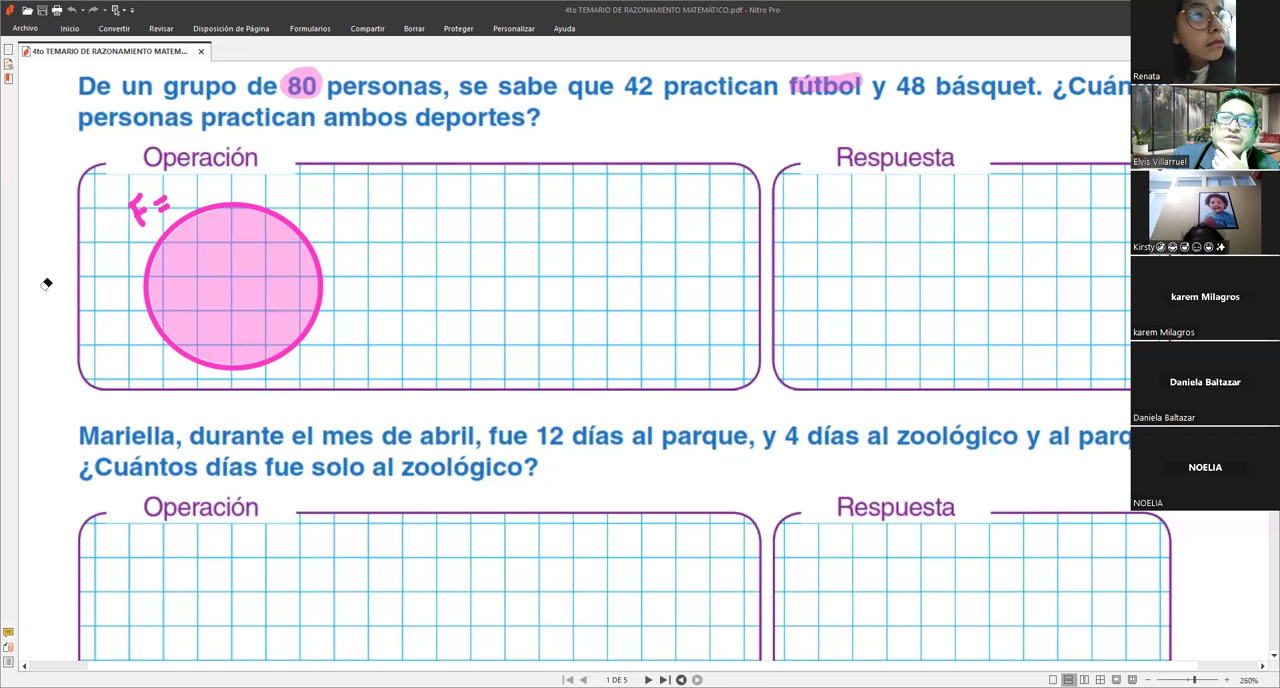 4to TEMARIO DE RAZONAMIENTO MATEMÁTICO.pdf - Nitro Pro
Archivo Inicio Convertir Revisar Disposición de Página Formularios Compartir Borrar Proteger Personalizar Ayuda
4to TEMARIO DE RAZONAMIENTO MATEM...
De un grupo de 80 personas, se sabe que 42 practican fútbol y 48 básquet. ¿Cuán
personas practican ambos deportes?
Operación
Respuesta
F=
Mariella, durante el mes de abril, fue 12 días al parque, y 4 días al zoológico y al parq
¿Cuántos días fue solo al zoológico?
Operación
Respuesta
1 DE 5
260%
Renata
Elvis Villarruel
Kirsty
karem Milagros
karem Milagros
Daniela Baltazar
Daniela Baltazar
NOELIA
NOELIA